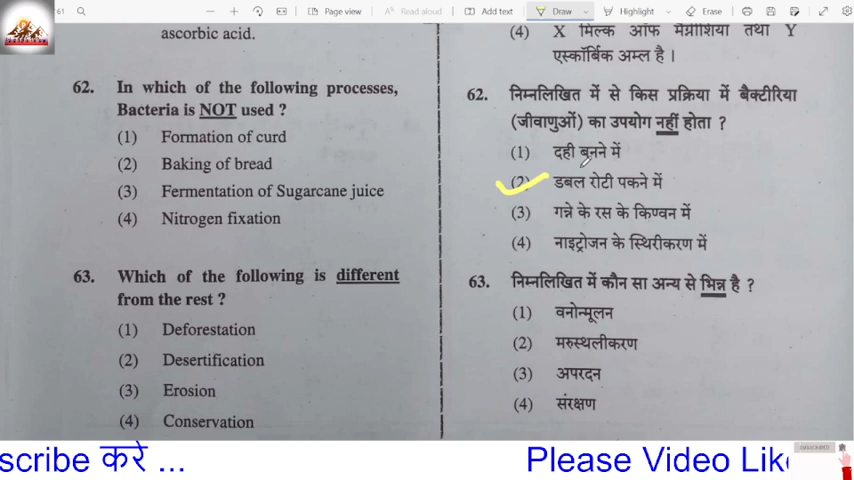 61
Page view
Read aloud
Add text
Draw
Highlight
Erase
ascorbic acid.
62. In which of the following processes,
Bacteria is NOT used ?
(1) Formation of curd
(2) Baking of bread
(3) Fermentation of Sugarcane juice
(4) Nitrogen fixation
63. Which of the following is different
from the rest ?
(1) Deforestation
(2) Desertification
(3) Erosion
(4) Conservation
(4) X मिल्क ऑफ मैग्नीशिया तथा Y
एस्कॉर्बिक अम्ल है ।
62. निम्नलिखित में से किस प्रक्रिया में बैक्टीरिया
(जीवाणुओं) का उपयोग नहीं होता ?
(1) दही बनने में
(2) डबल रोटी पकने में
(3) गन्ने के रस के किण्वन में
(4) नाइट्रोजन के स्थिरीकरण में
63. निम्नलिखित में कौन सा अन्य से भिन्न है ?
(1) वनोन्मूलन
(2) मरुस्थलीकरण
(3) अपरदन
(4) संरक्षण
scribe करे ... Please Video Like